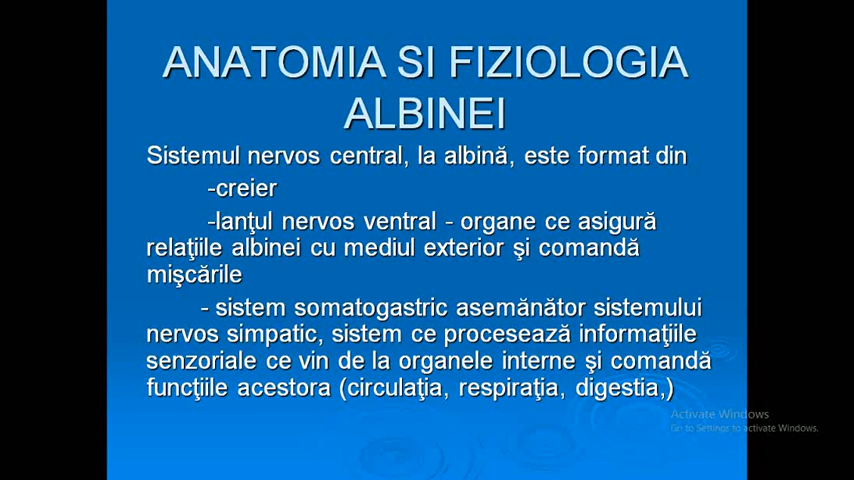 ANATOMIA SI FIZIOLOGIA
ALBINEI
Sistemul nervos central, la albină, este format din
-creier
-lanţul nervos ventral - organe ce asigură
relaţiile albinei cu mediul exterior şi comandă
mişcările
- sistem somatogastric asemănător sistemului
nervos simpatic, sistem ce procesează informaţiile
senzoriale ce vin de la organele interne şi comandă
funcţiile acestora (circulaţia, respiraţia, digestia,)
Activate Windows
Go to Settings to activate Windows.